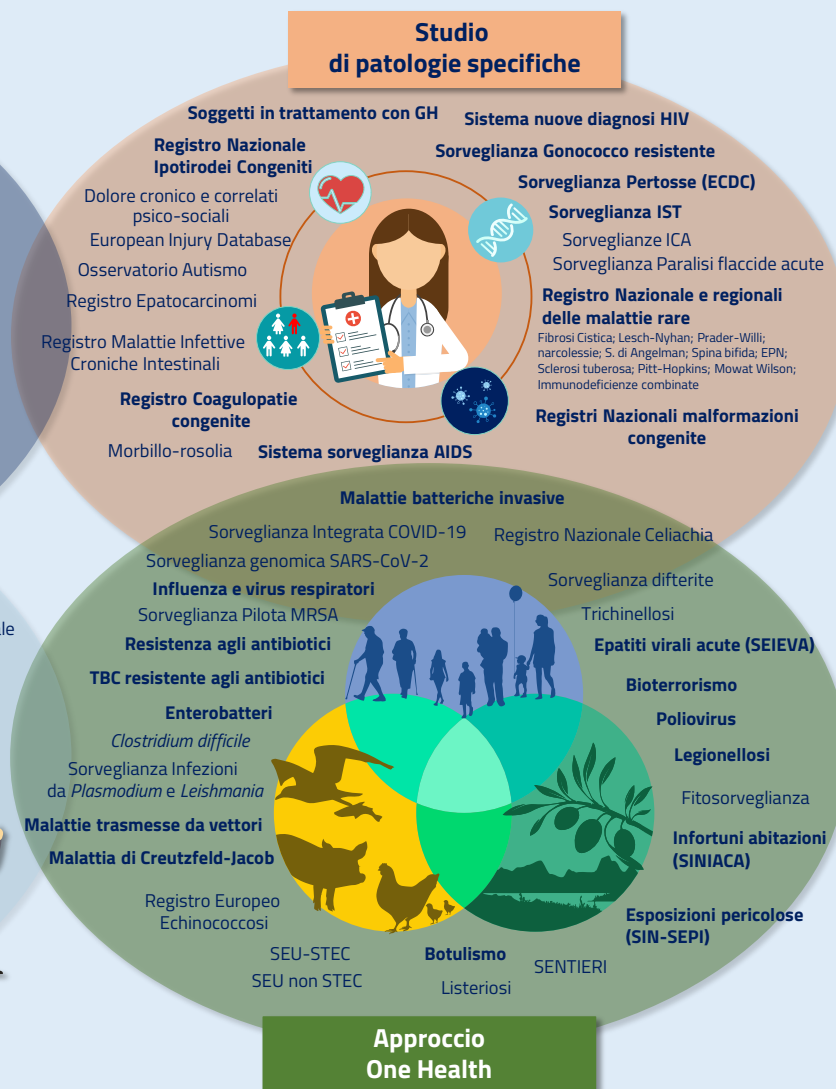 Studio
di patologie specifiche
Soggetti in trattamento con GH
Sistema nuove diagnosi HIV
Registro Nazionale
Ipotirodei Congeniti
Sorveglianza Gonococco resistente
Sorveglianza Pertosse (ECDC)
Dolore cronico e correlati
psico-sociali
Sorveglianza IST
European Injury Database
Sorveglianze ICA
Osservatorio Autismo
Sorveglianza Paralisi flaccide acute
Registro Epatocarcinomi
Registro Nazionale e regionali
delle malattie rare
Fibrosi Cistica; Lesch-Nyhan; Prader-Willi;
narcolessie; S. di Angelman; Spina bifida; EPN;
Sclerosi tuberosa; Pitt-Hopkins; Mowat Wilson;
Immunodeficienze combinate
Registro Malattie Infettive
Croniche Intestinali
Registro Coagulopatie
congenite
Registri Nazionali malformazioni
congenite
Morbillo-rosolia
Sistema sorveglianza AIDS
Malattie batteriche invasive
Sorveglianza Integrata COVID-19
Registro Nazionale Celiachia
Sorveglianza genomica SARS-CoV-2
Sorveglianza difterite
Influenza e virus respiratori
Sorveglianza Pilota MRSA
Trichinellosi
ale
Resistenza agli antibiotici
Epatiti virali acute (SEIEVA)
TBC resistente agli antibiotici
Bioterrorismo
Enterobatteri
Poliovirus
Clostridium difficile
Legionellosi
Sorveglianza Infezioni
da Plasmodium e Leishmania
Fitosorveglianza
Malattie trasmesse da vettori
Infortuni abitazioni
(SINIACA)
Malattia di Creutzfeld-Jacob
Registro Europeo
Echinococcosi
Esposizioni pericolose
(SIN-SEPI)
SEU-STEC
Botulismo
SENTIERI
SEU non STEC
Listeriosi
Approccio
One Health